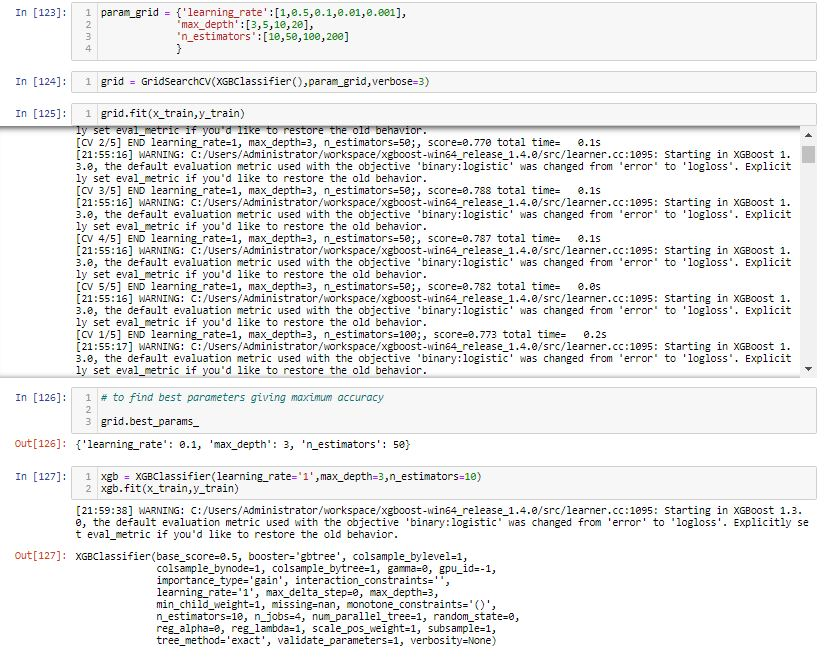 In [123]:
1 param_grid = {'learning_rate':[1,0.5,0.1,0.01,0.001],
2 'max_depth':[3,5,10,20],
3 'n_estimators':[10,50,100,200]
4 }
In [124]:
1 grid = GridSearchCV(XGBClassifier(),param_grid,verbose=3)
In [125]:
1 grid.fit(x_train,y_train)
ly set eval_metric if you'd like to restore the old behavior.
[CV 2/5] END learning_rate=1, max_depth=3, n_estimators=50;, score=0.770 total time=   0.1s
[21:55:16] WARNING: C:/Users/Administrator/workspace/xgboost-win64_release_1.4.0/src/learner.cc:1095: Starting in XGBoost 1.
3.0, the default evaluation metric used with the objective 'binary:logistic' was changed from 'error' to 'logloss'. Explicit
ly set eval_metric if you'd like to restore the old behavior.
[CV 3/5] END learning_rate=1, max_depth=3, n_estimators=50;, score=0.788 total time=   0.1s
[21:55:16] WARNING: C:/Users/Administrator/workspace/xgboost-win64_release_1.4.0/src/learner.cc:1095: Starting in XGBoost 1.
3.0, the default evaluation metric used with the objective 'binary:logistic' was changed from 'error' to 'logloss'. Explicit
ly set eval_metric if you'd like to restore the old behavior.
[CV 4/5] END learning_rate=1, max_depth=3, n_estimators=50;, score=0.787 total time=   0.1s
[21:55:16] WARNING: C:/Users/Administrator/workspace/xgboost-win64_release_1.4.0/src/learner.cc:1095: Starting in XGBoost 1.
3.0, the default evaluation metric used with the objective 'binary:logistic' was changed from 'error' to 'logloss'. Explicit
ly set eval_metric if you'd like to restore the old behavior.
[CV 5/5] END learning_rate=1, max_depth=3, n_estimators=50;, score=0.782 total time=   0.0s
[21:55:16] WARNING: C:/Users/Administrator/workspace/xgboost-win64_release_1.4.0/src/learner.cc:1095: Starting in XGBoost 1.
3.0, the default evaluation metric used with the objective 'binary:logistic' was changed from 'error' to 'logloss'. Explicit
ly set eval_metric if you'd like to restore the old behavior.
[CV 1/5] END learning_rate=1, max_depth=3, n_estimators=100;, score=0.773 total time=   0.2s
[21:55:17] WARNING: C:/Users/Administrator/workspace/xgboost-win64_release_1.4.0/src/learner.cc:1095: Starting in XGBoost 1.
3.0, the default evaluation metric used with the objective 'binary:logistic' was changed from 'error' to 'logloss'. Explicit
ly set eval_metric if you'd like to restore the old behavior.
In [126]:
1 # to find best parameters giving maximum accuracy
2
3 grid.best_params_
Out[126]: {'learning_rate': 0.1, 'max_depth': 3, 'n_estimators': 50}
In [127]:
1 xgb = XGBClassifier(learning_rate='1',max_depth=3,n_estimators=10)
2 xgb.fit(x_train,y_train)
[21:59:38] WARNING: C:/Users/Administrator/workspace/xgboost-win64_release_1.4.0/src/learner.cc:1095: Starting in XGBoost 1.3.
0, the default evaluation metric used with the objective 'binary:logistic' was changed from 'error' to 'logloss'. Explicitly se
t eval_metric if you'd like to restore the old behavior.
Out[127]: XGBClassifier(base_score=0.5, booster='gbtree', colsample_bylevel=1,
colsample_bynode=1, colsample_bytree=1, gamma=0, gpu_id=-1,
importance_type='gain', interaction_constraints='',
learning_rate='1', max_delta_step=0, max_depth=3,
min_child_weight=1, missing=nan, monotone_constraints='()',
n_estimators=10, n_jobs=4, num_parallel_tree=1, random_state=0,
reg_alpha=0, reg_lambda=1, scale_pos_weight=1, subsample=1,
tree_method='exact', validate_parameters=1, verbosity=None)